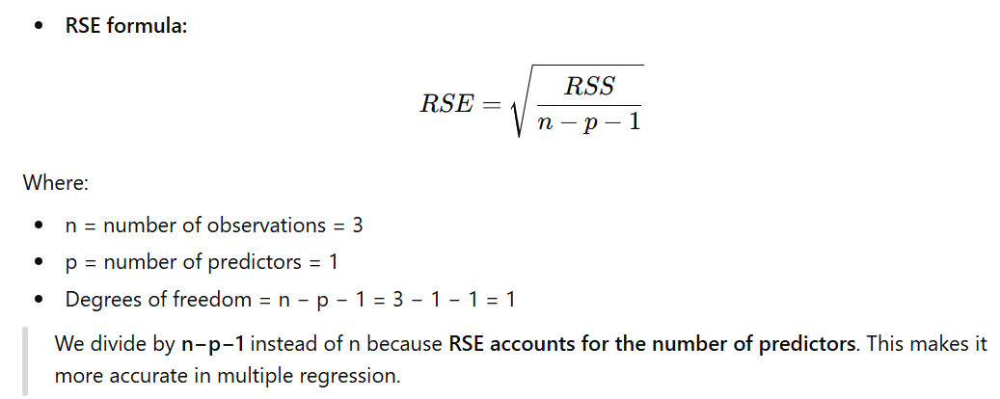 • RSE formula:
RSE = √(RSS / (n − p − 1))
Where:
• n = number of observations = 3
• p = number of predictors = 1
• Degrees of freedom = n − p − 1 = 3 − 1 − 1 = 1
We divide by n−p−1 instead of n because RSE accounts for the number of predictors. This makes it
more accurate in multiple regression.